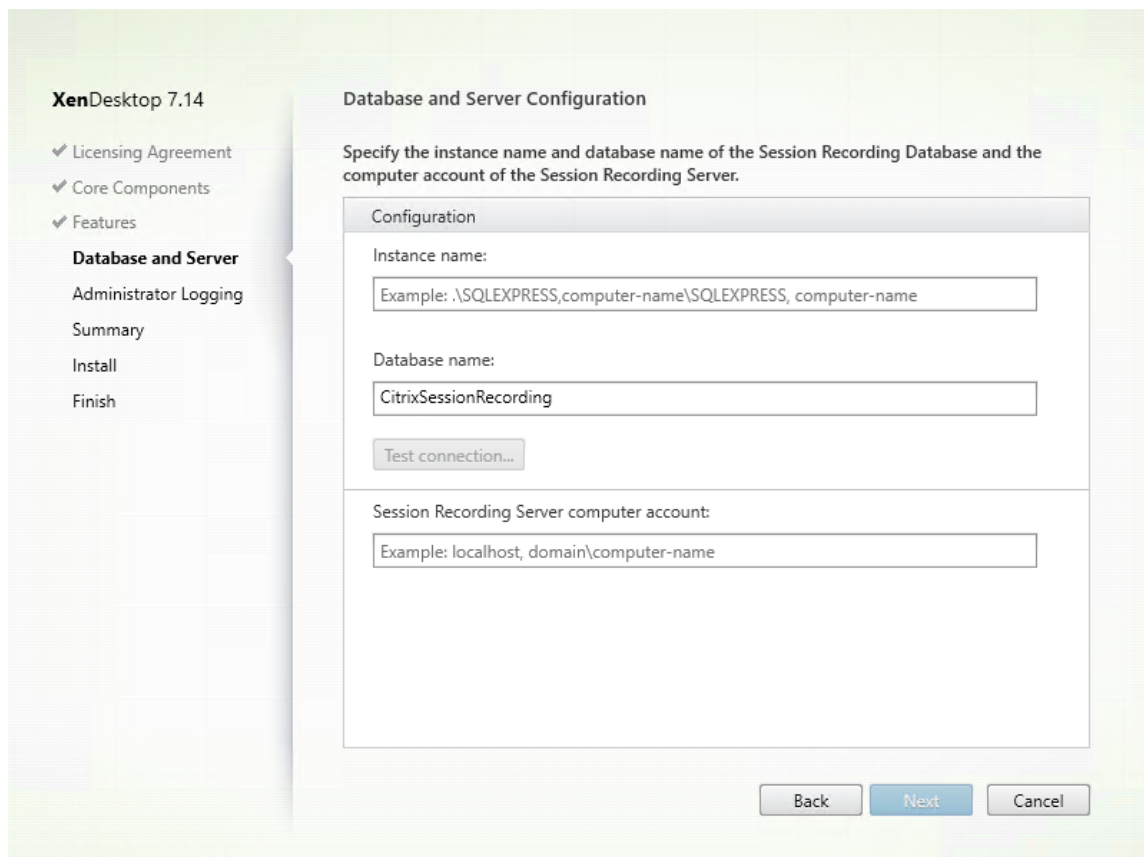 XenDesktop 7.14
Licensing Agreement
Core Components
Features
Database and Server
Administrator Logging
Summary
Install
Finish
Database and Server Configuration
Specify the instance name and database name of the Session Recording Database and the
computer account of the Session Recording Server.
Configuration
Instance name:
Example: .\SQLEXPRESS,computer-name\SQLEXPRESS, computer-name
Database name:
CitrixSessionRecording
Test connection...
Session Recording Server computer account:
Example: localhost, domain\computer-name
Back Next Cancel